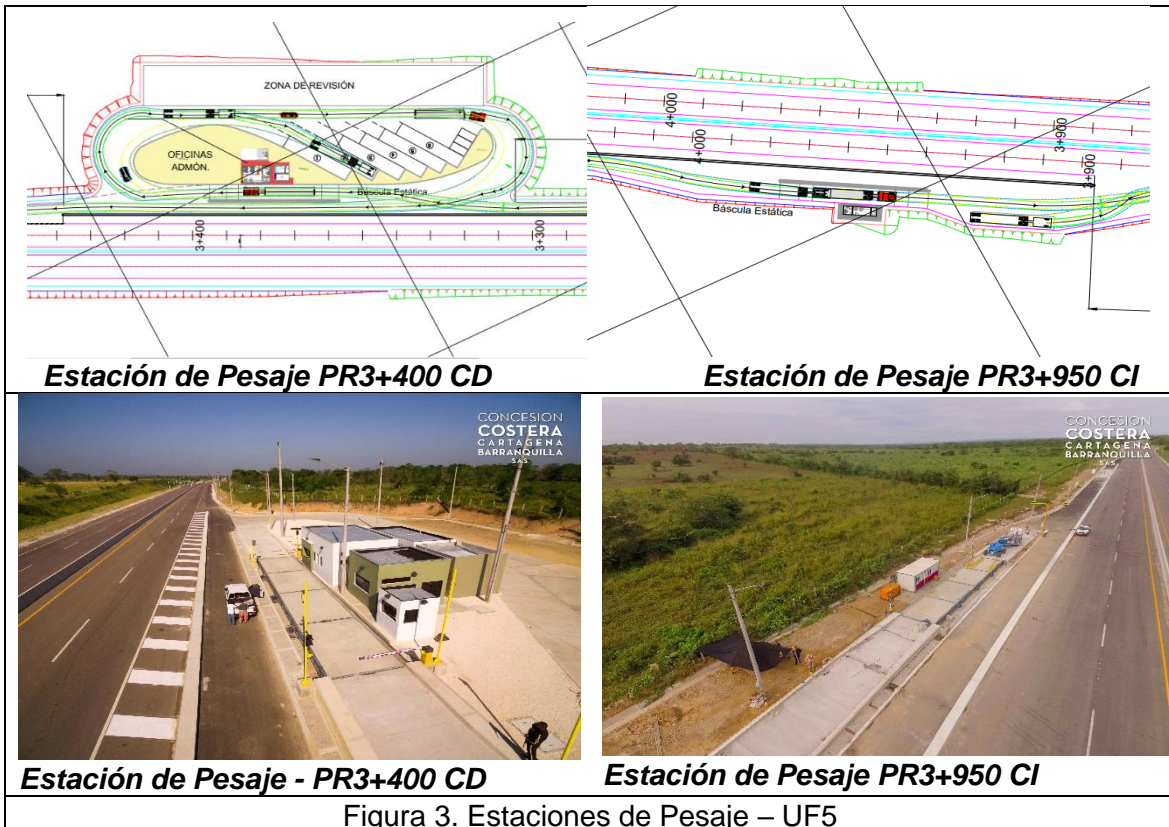 ZONA DE REVISIÓN
OFICINAS
ADMÓN.
Báscula Estática
3+400
3+300
Estación de Pesaje PR3+400 CD
4+000
4+000
3+900
3+900
Báscula Estática
Estación de Pesaje PR3+950 CI
CONCESION
COSTERA
CARTAGENA
BARRANQUILLA
S.A.S.
Estación de Pesaje - PR3+400 CD
CONCESION
COSTERA
CARTAGENA
BARRANQUILLA
S.A.S.
Estación de Pesaje PR3+950 CI
Figura 3. Estaciones de Pesaje – UF5